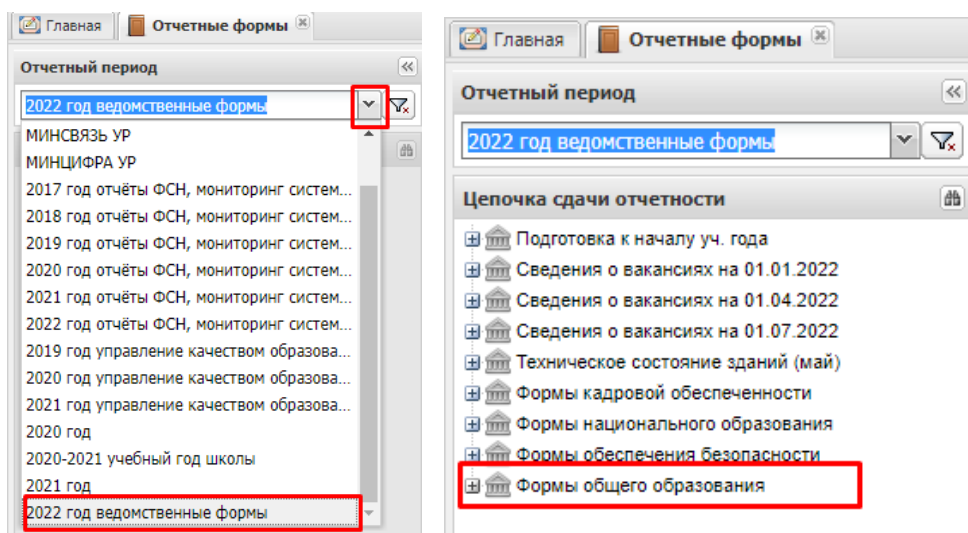 Главная
Отчетные формы
Отчетный период
2022 год ведомственные формы
МИНСВЯЗЬ УР
МИНЦИФРА УР
2017 год отчёты ФСН, мониторинг систем...
2018 год отчёты ФСН, мониторинг систем...
2019 год отчёты ФСН, мониторинг систем...
2020 год отчёты ФСН, мониторинг систем...
2021 год отчёты ФСН, мониторинг систем...
2022 год отчёты ФСН, мониторинг систем...
2019 год управление качеством образова...
2020 год управление качеством образова...
2021 год управление качеством образова...
2020 год
2020-2021 учебный год школы
2021 год
2022 год ведомственные формы
Главная
Отчетные формы
Отчетный период
2022 год ведомственные формы
Цепочка сдачи отчетности
Подготовка к началу уч. года
Сведения о вакансиях на 01.01.2022
Сведения о вакансиях на 01.04.2022
Сведения о вакансиях на 01.07.2022
Техническое состояние зданий (май)
Формы кадровой обеспеченности
Формы национального образования
Формы обеспечения безопасности
Формы общего образования